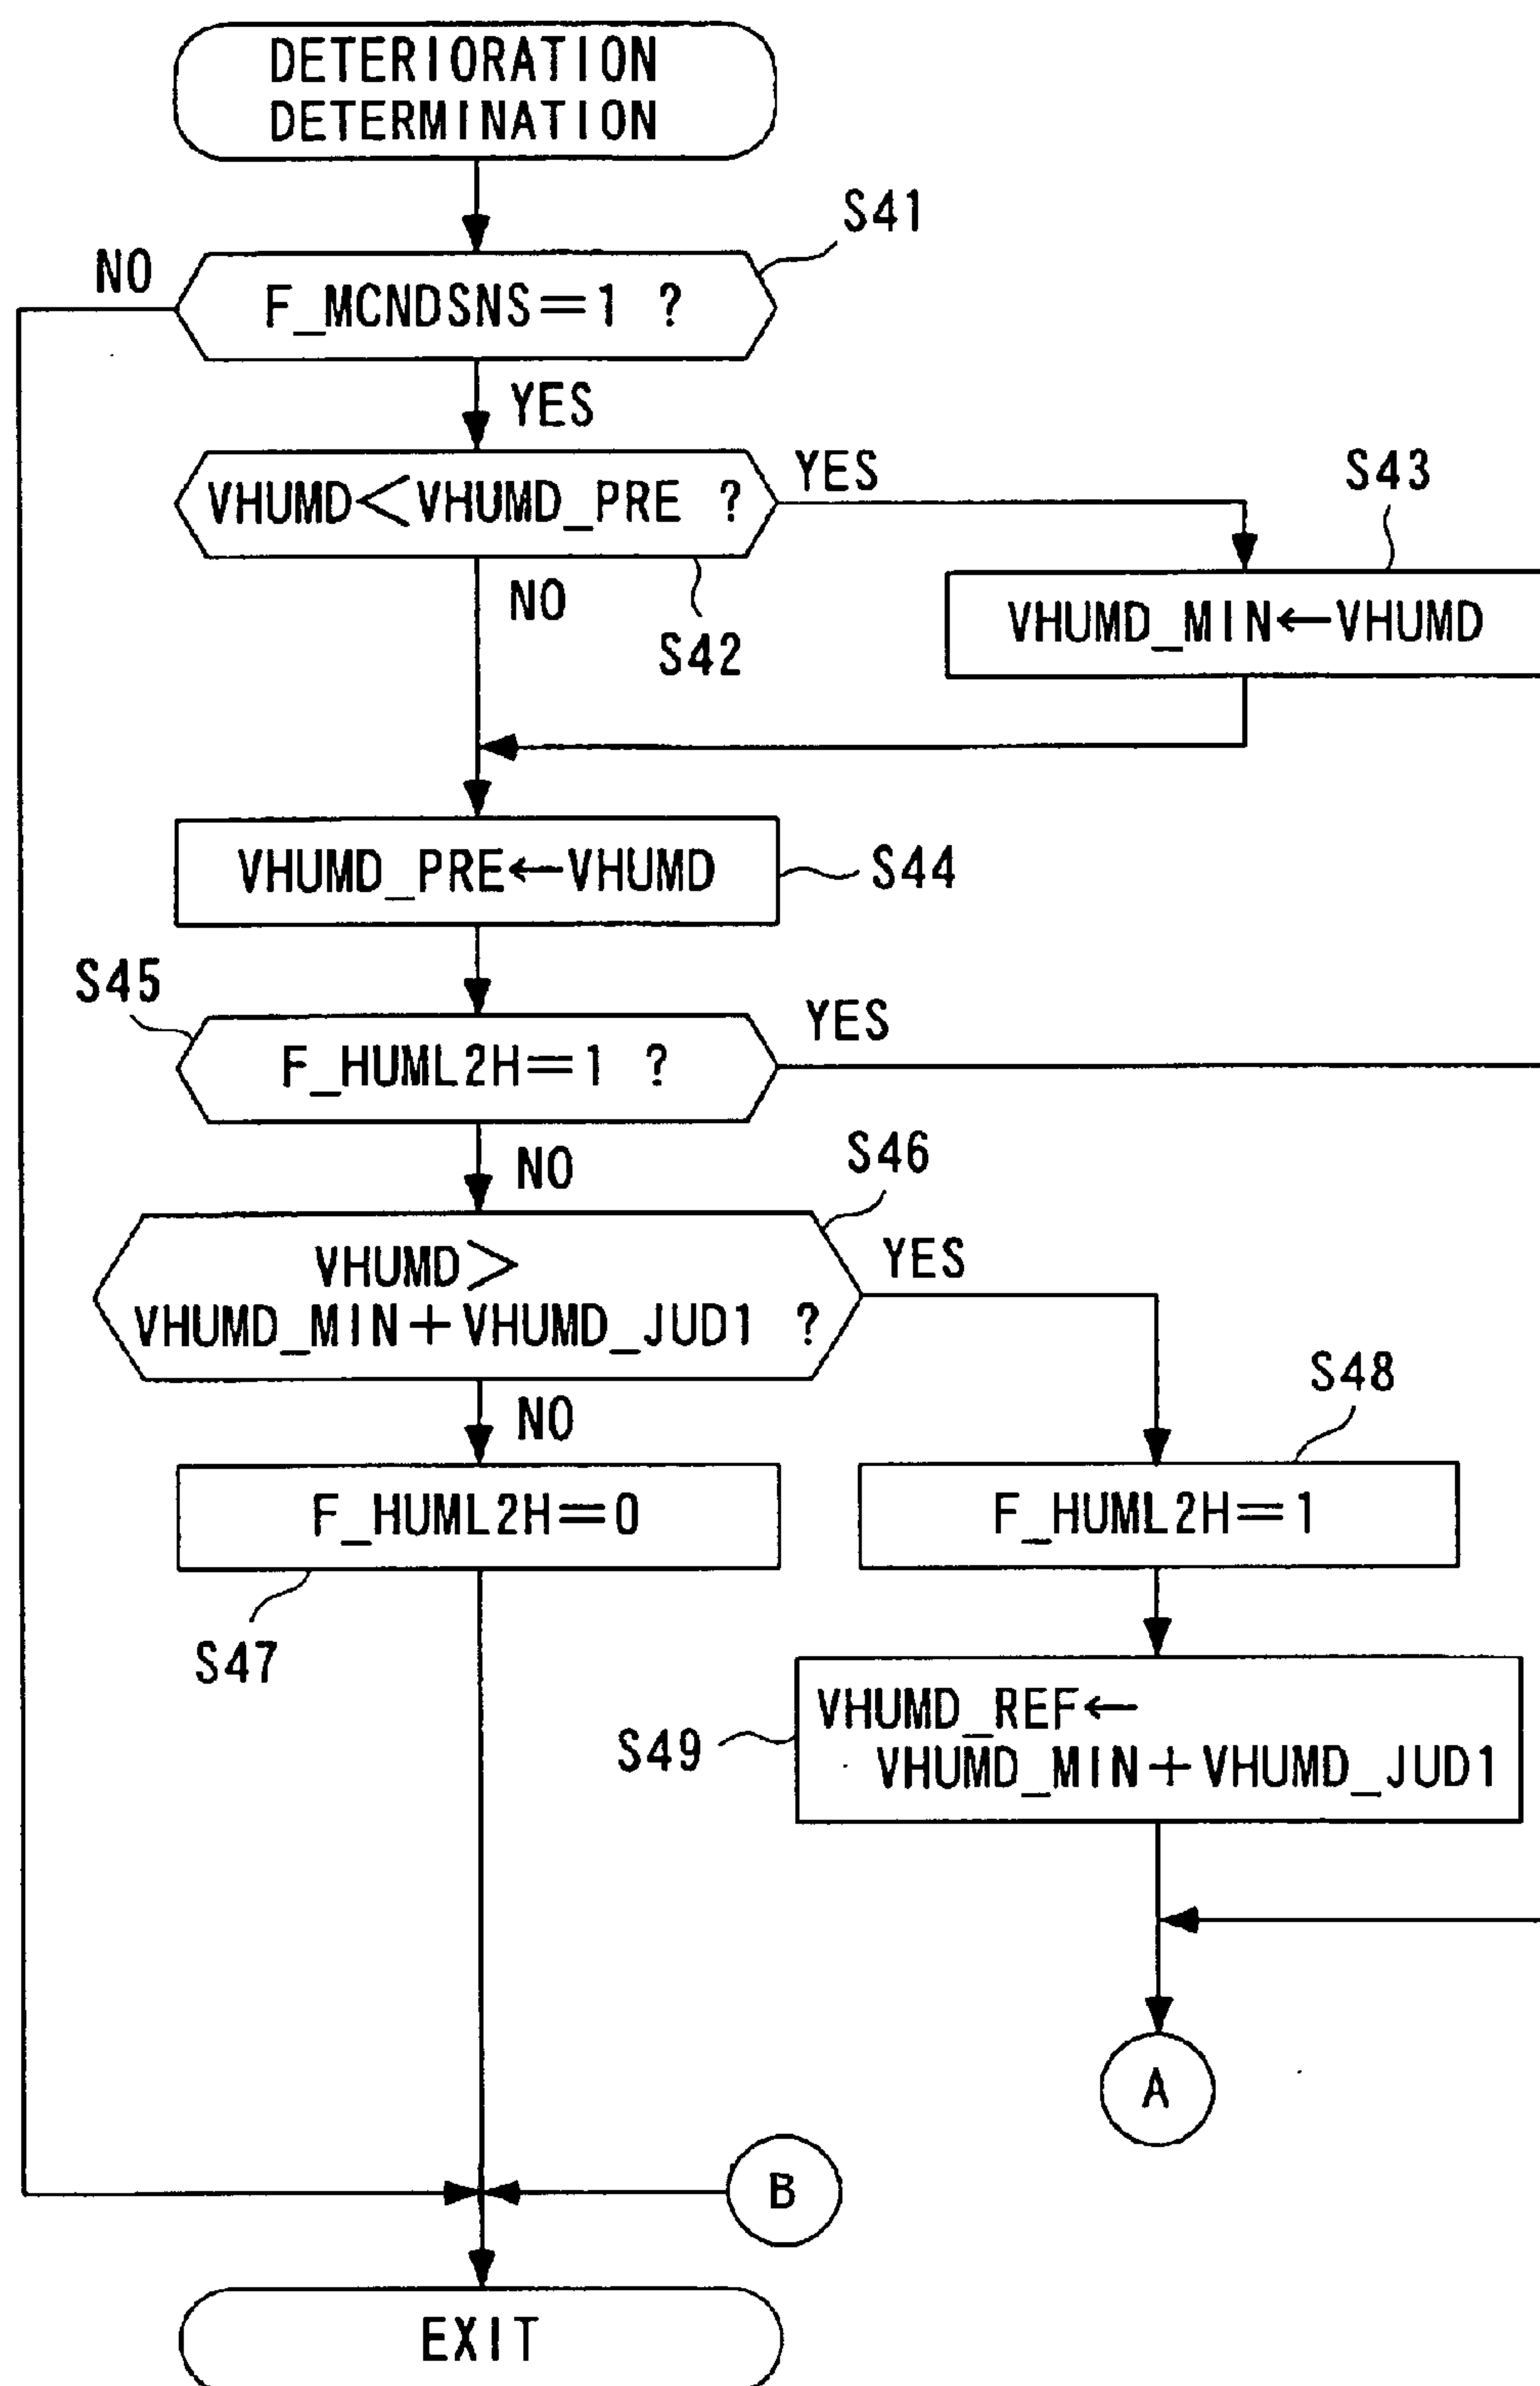 DETERIORATION
DETERMINATION
S41
NO
F_MCNDSNS=1 ?
YES
VHUMD<VHUMD_PRE ?
YES
S43
NO
S42
VHUMD_MIN←VHUMD
VHUMD_PRE←VHUMD
S44
S45
YES
F_HUML2H=1 ?
NO
S46
VHUMD>
VHUMD_MIN+VHUMD_JUD1 ?
YES
NO
S48
F_HUML2H=0
F_HUML2H=1
S47
S49
VHUMD_REF←
VHUMD_MIN+VHUMD_JUD1
A
B
EXIT